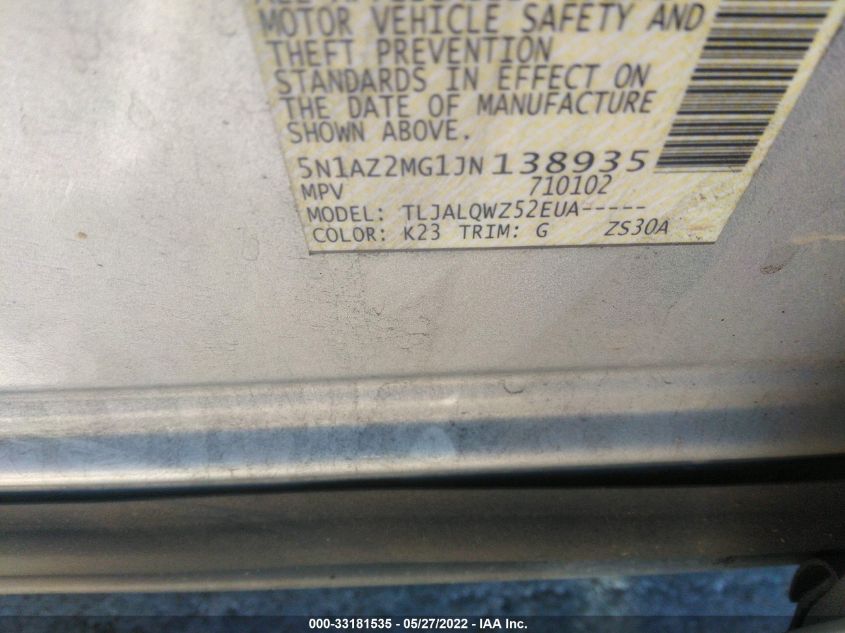 MOTOR VEHICLE SAFETY AND
THEFT PREVENTION
STANDARDS IN EFFECT ON
THE DATE OF MANUFACTURE
SHOWN ABOVE.
5N1AZ2MG1JN138935
MPV 710102
MODEL: TLJALQWZ52EUA-----
COLOR: K23 TRIM: G ZS30A
000-33181535 - 05/27/2022 - IAA Inc.